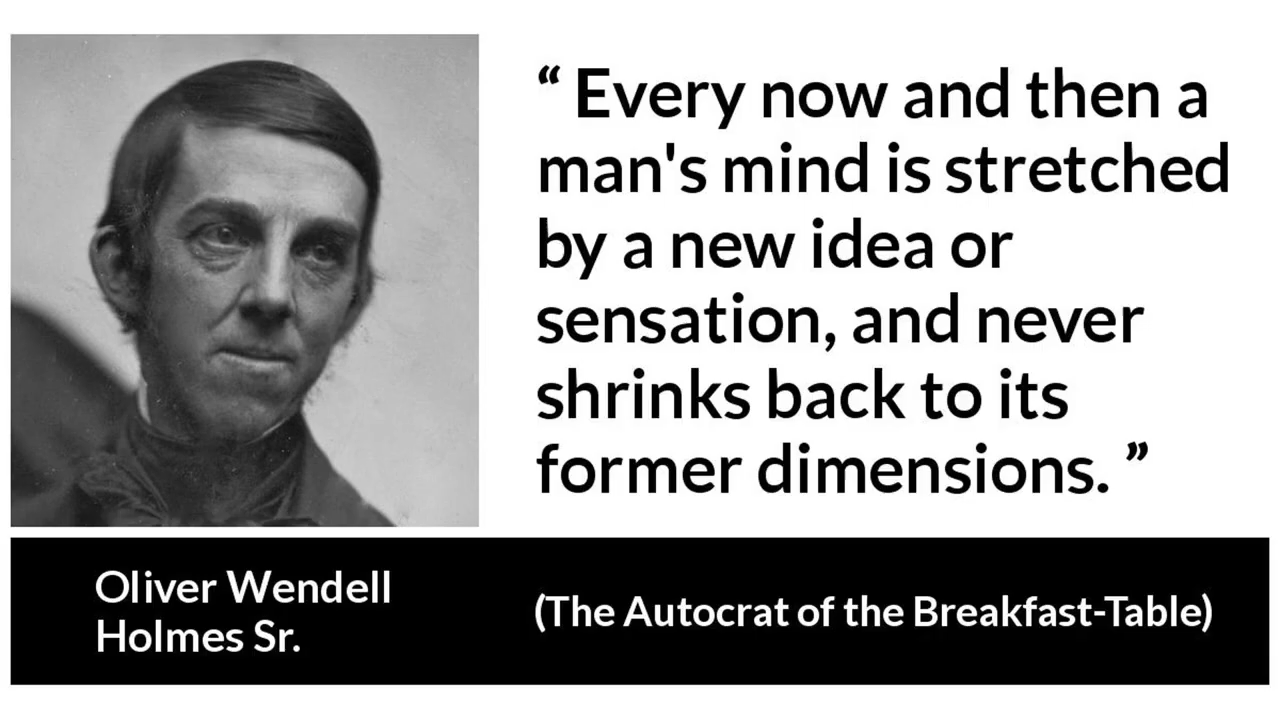 “ Every now and then a
man's mind is stretched
by a new idea or
sensation, and never
shrinks back to its
former dimensions. ”
Oliver Wendell
Holmes Sr.
(The Autocrat of the Breakfast-Table)